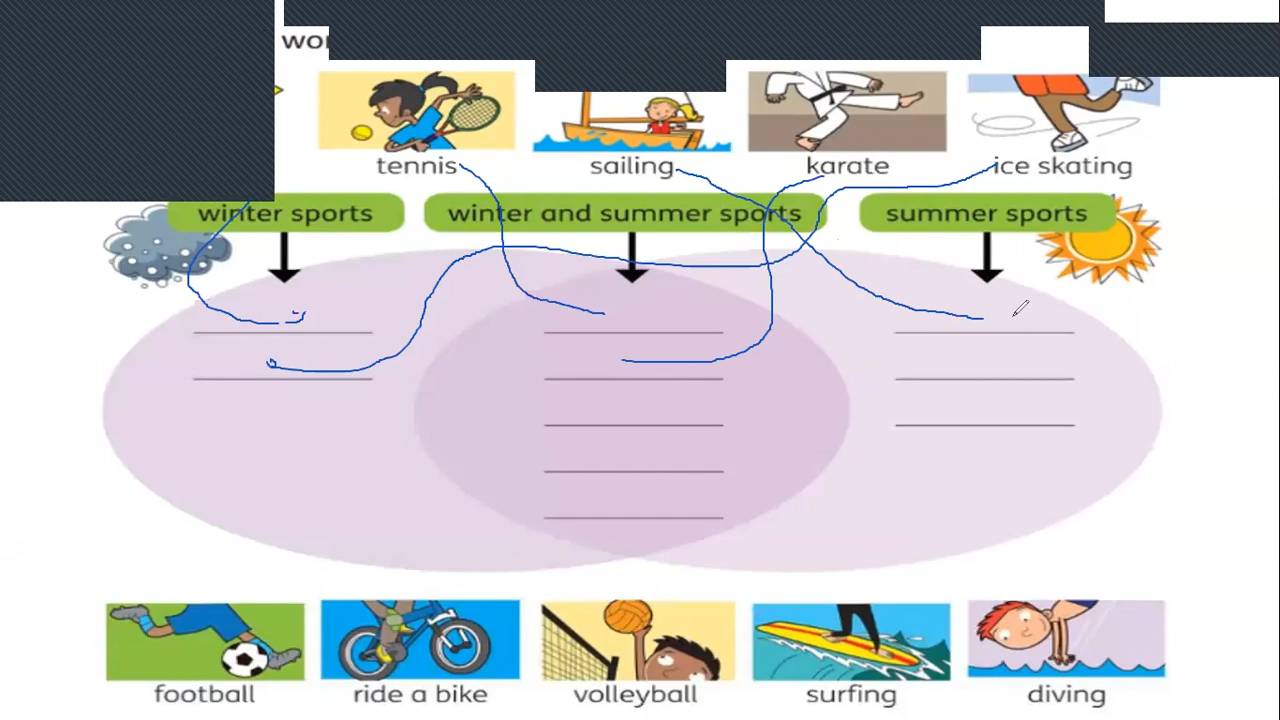 tennis sailing karate ice skating
winter sports winter and summer sports summer sports
football ride a bike volleyball surfing diving